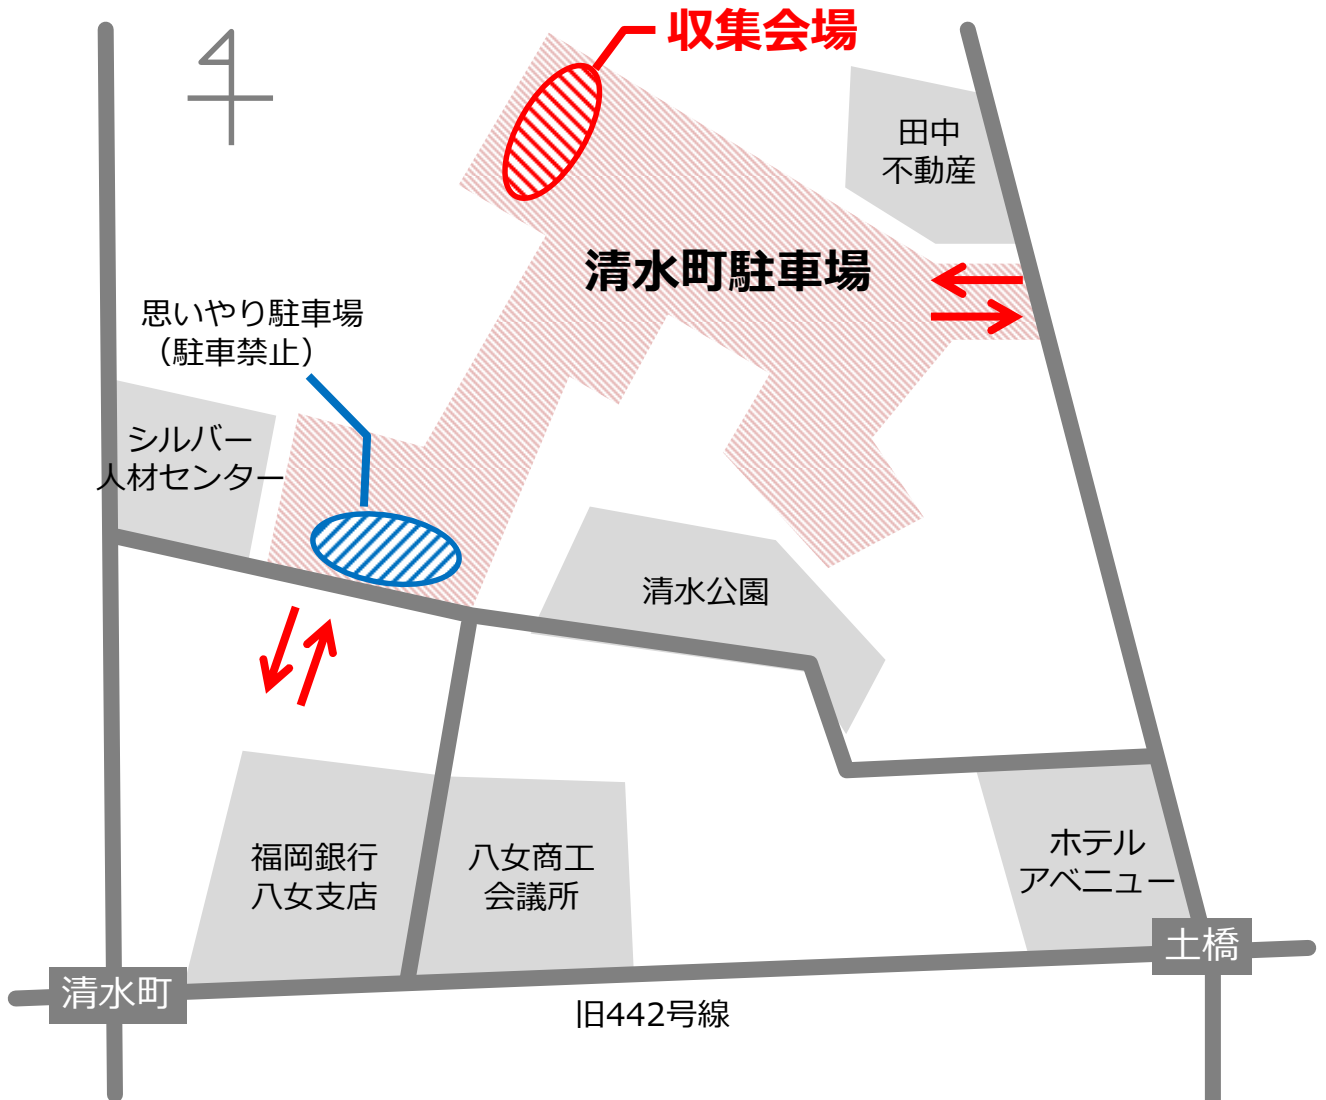 収集会場
田中
不動産
清水町駐車場
思いやり駐車場
（駐車禁止）
シルバー
人材センター
清水公園
福岡銀行
八女支店
八女商工
会議所
ホテル
アベニュー
土橋
清水町
旧442号線